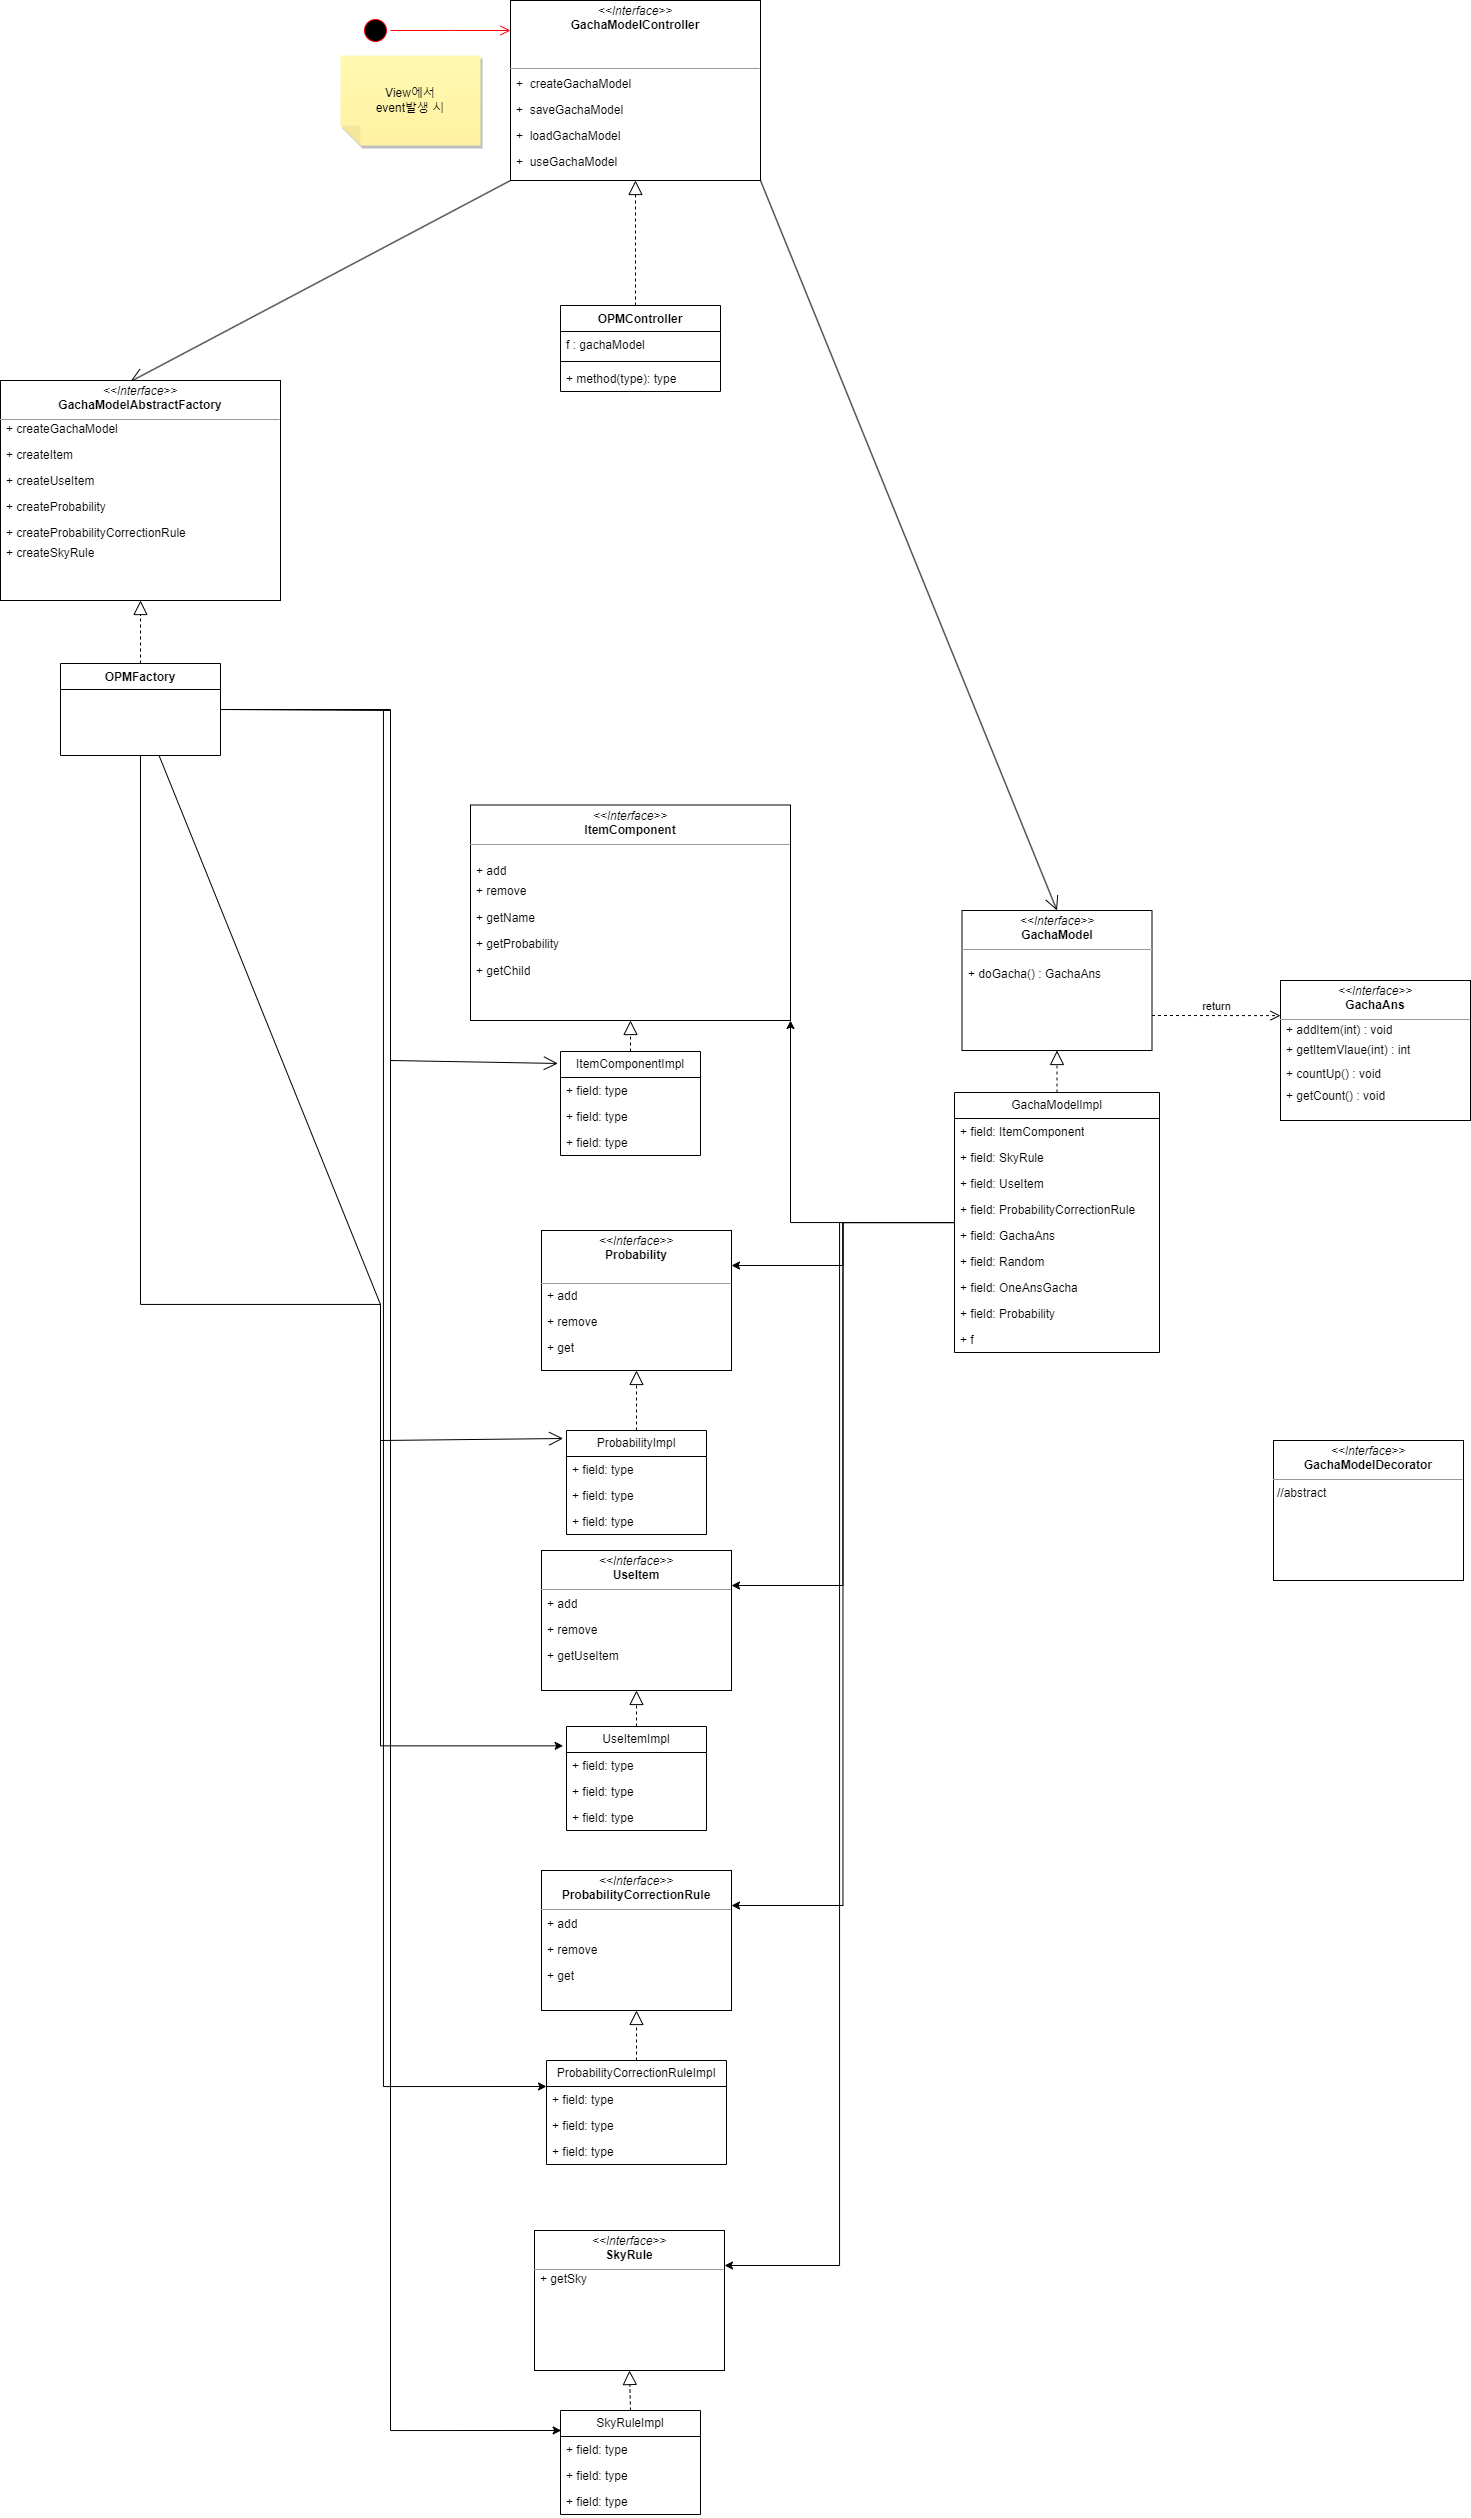 <<Interface>>
GachaModelController
+ createGachaModel
+ saveGachaModel
+ loadGachaModel
+ useGachaModel
View에서
event발생 시
OPMController
f : gachaModel
+ method(type): type
<<Interface>>
GachaModelAbstractFactory
+ createGachaModel
+ createItem
+ createUseItem
+ createProbability
+ createProbabilityCorrectionRule
+ createSkyRule
OPMFactory
<<Interface>>
ItemComponent
+ add
+ remove
+ getName
+ getProbability
+ getChild
ItemComponentImpl
+ field: type
+ field: type
+ field: type
<<Interface>>
GachaModel
+ doGacha() : GachaAns
return
<<Interface>>
GachaAns
+ addItem(int) : void
+ getItemVlaue(int) : int
+ countUp() : void
+ getCount() : void
GachaModelImpl
+ field: ItemComponent
+ field: SkyRule
+ field: UseItem
+ field: ProbabilityCorrectionRule
+ field: GachaAns
+ field: Random
+ field: OneAnsGacha
+ field: Probability
+ f
<<Interface>>
Probability
+ add
+ remove
+ get
ProbabilityImpl
+ field: type
+ field: type
+ field: type
<<Interface>>
GachaModelDecorator
//abstract
<<Interface>>
UseItem
+ add
+ remove
+ getUseItem
UseItemImpl
+ field: type
+ field: type
+ field: type
<<Interface>>
ProbabilityCorrectionRule
+ add
+ remove
+ get
ProbabilityCorrectionRuleImpl
+ field: type
+ field: type
+ field: type
<<Interface>>
SkyRule
+ getSky
SkyRuleImpl
+ field: type
+ field: type
+ field: type